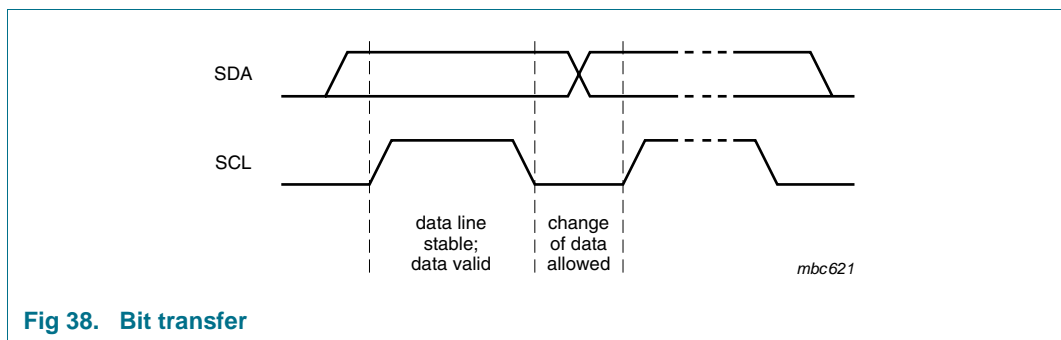 SDA
SCL
data line
stable;
data valid
change
of data
allowed
mbc621
Fig 38. Bit transfer